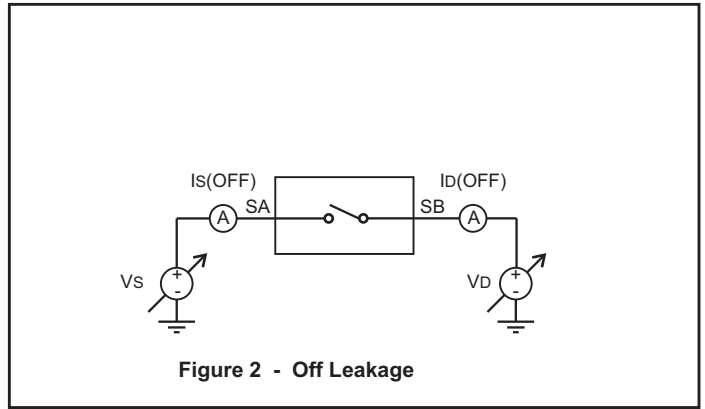 IS(OFF) ID(OFF)
A SA SB A
VS + - VD + -
Figure 2 - Off Leakage